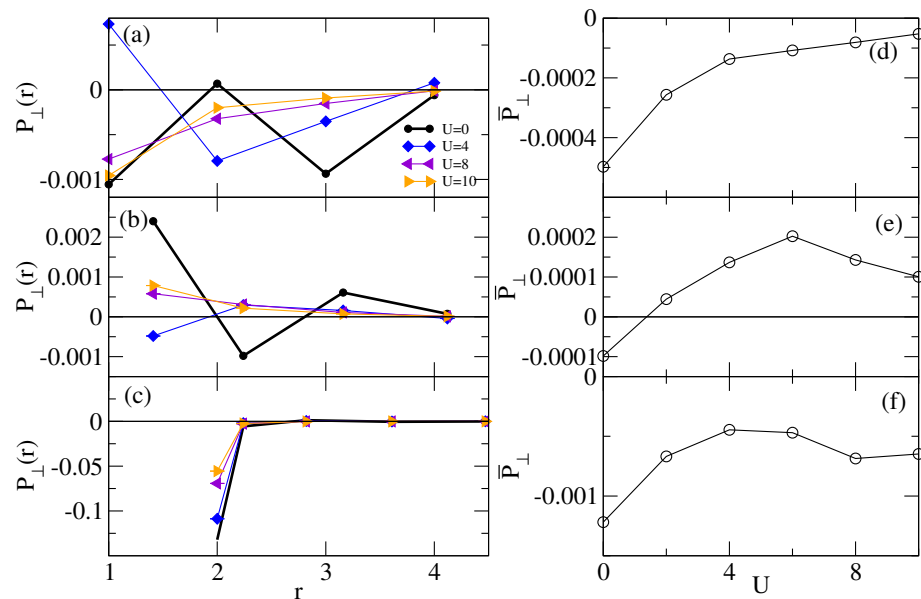 (a)
P⊥(r)
0
-0.001
U=0
U=4
U=8
U=10
(b)
P⊥(r)
0.002
0.001
0
-0.001
(c)
P⊥(r)
0
-0.05
-0.1
1 2 3 4
r
(d)
P̅⊥
0
-0.0002
-0.0004
(e)
P̅⊥
0.0002
0.0001
0
-0.0001
(f)
P̅⊥
0
-0.001
0 4 8
U